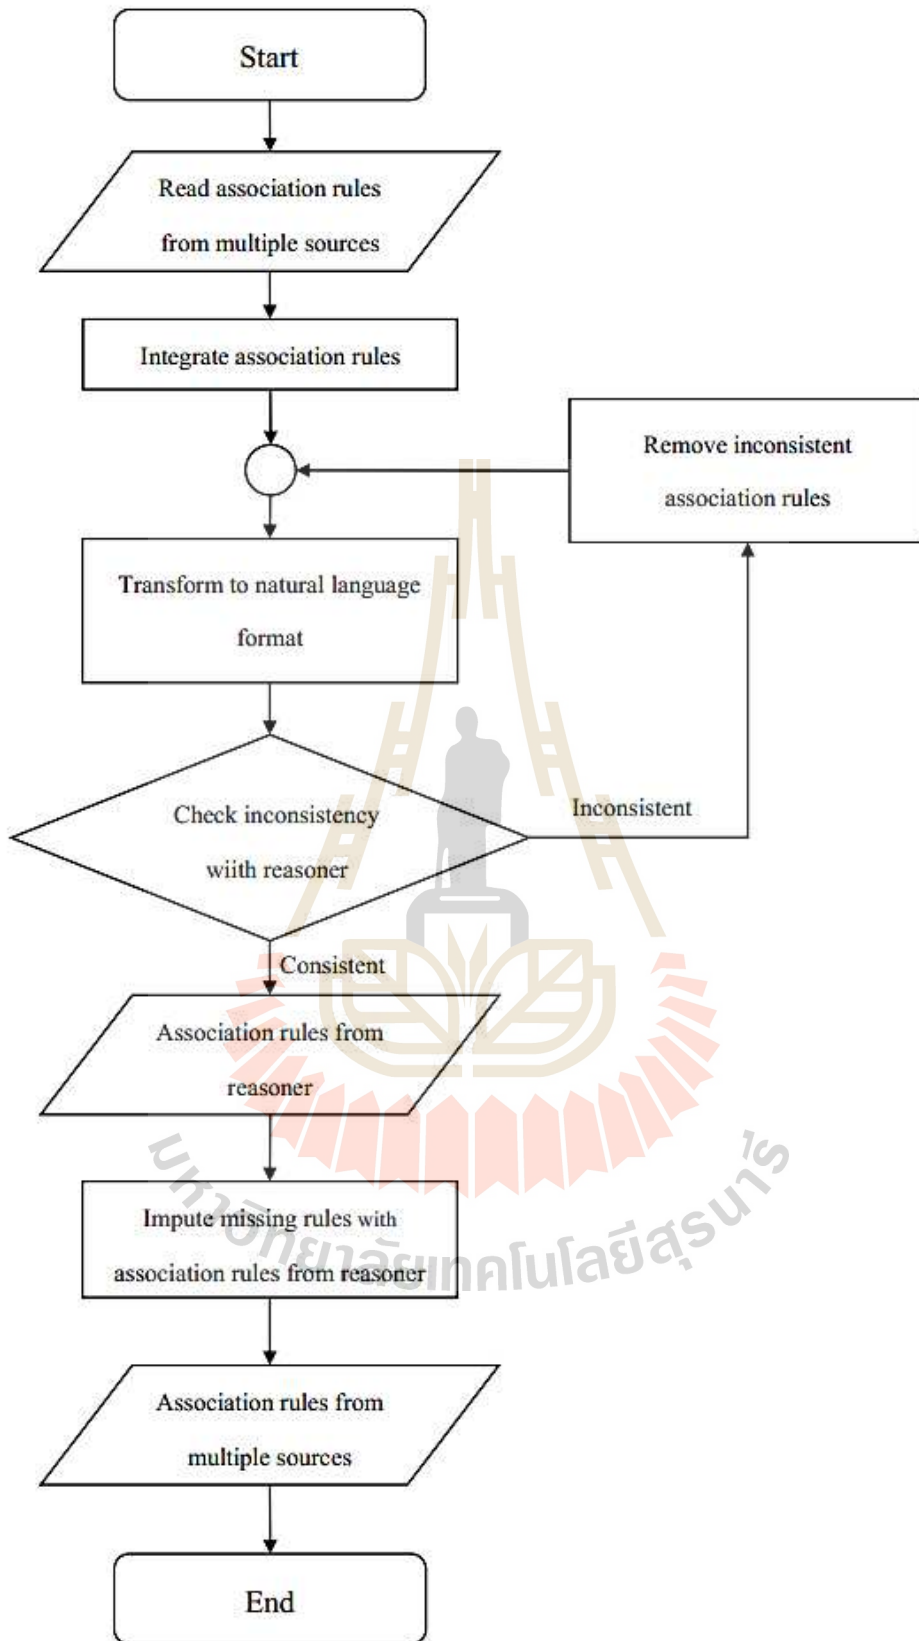 Start
Read association rules
from multiple sources
Integrate association rules
Remove inconsistent
association rules
Transform to natural language
format
Check inconsistency
wiith reasoner
Inconsistent
Consistent
Association rules from
reasoner
Impute missing rules with
association rules from reasoner
Association rules from
multiple sources
End
มหาวิทยาลัยเทคโนโลยีสุรนารี